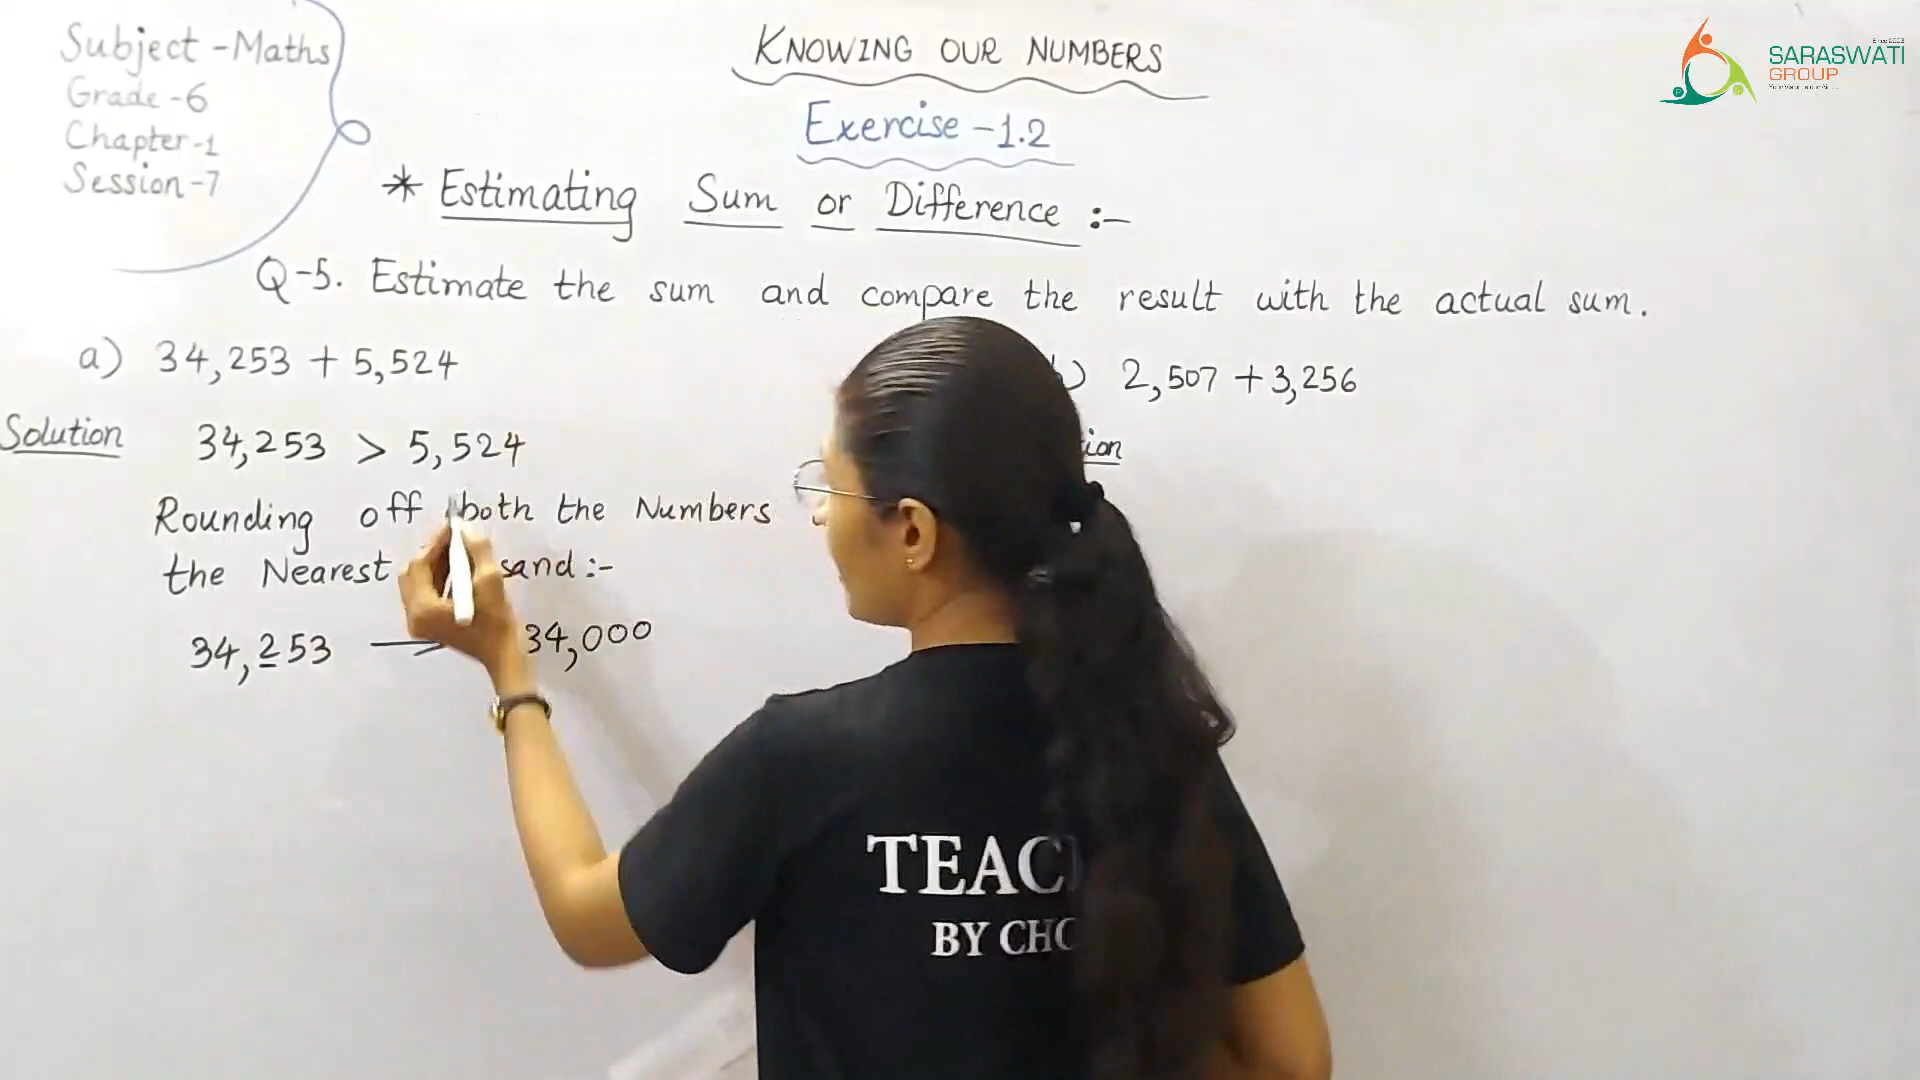 Subject - Maths
Grade - 6
Chapter - 1
Session - 7
KNOWING OUR NUMBERS
Exercise - 1.2
* Estimating Sum or Difference :-
Q-5. Estimate the sum and compare the result with the actual sum.
a) 34,253 + 5,524
Solution 34,253 > 5,524
Rounding off both the Numbers
the Nearest sand :-
34,253 → 34,000
) 2,507 + 3,256
ion
TEAC
BY CHO
SARASWATI
GROUP